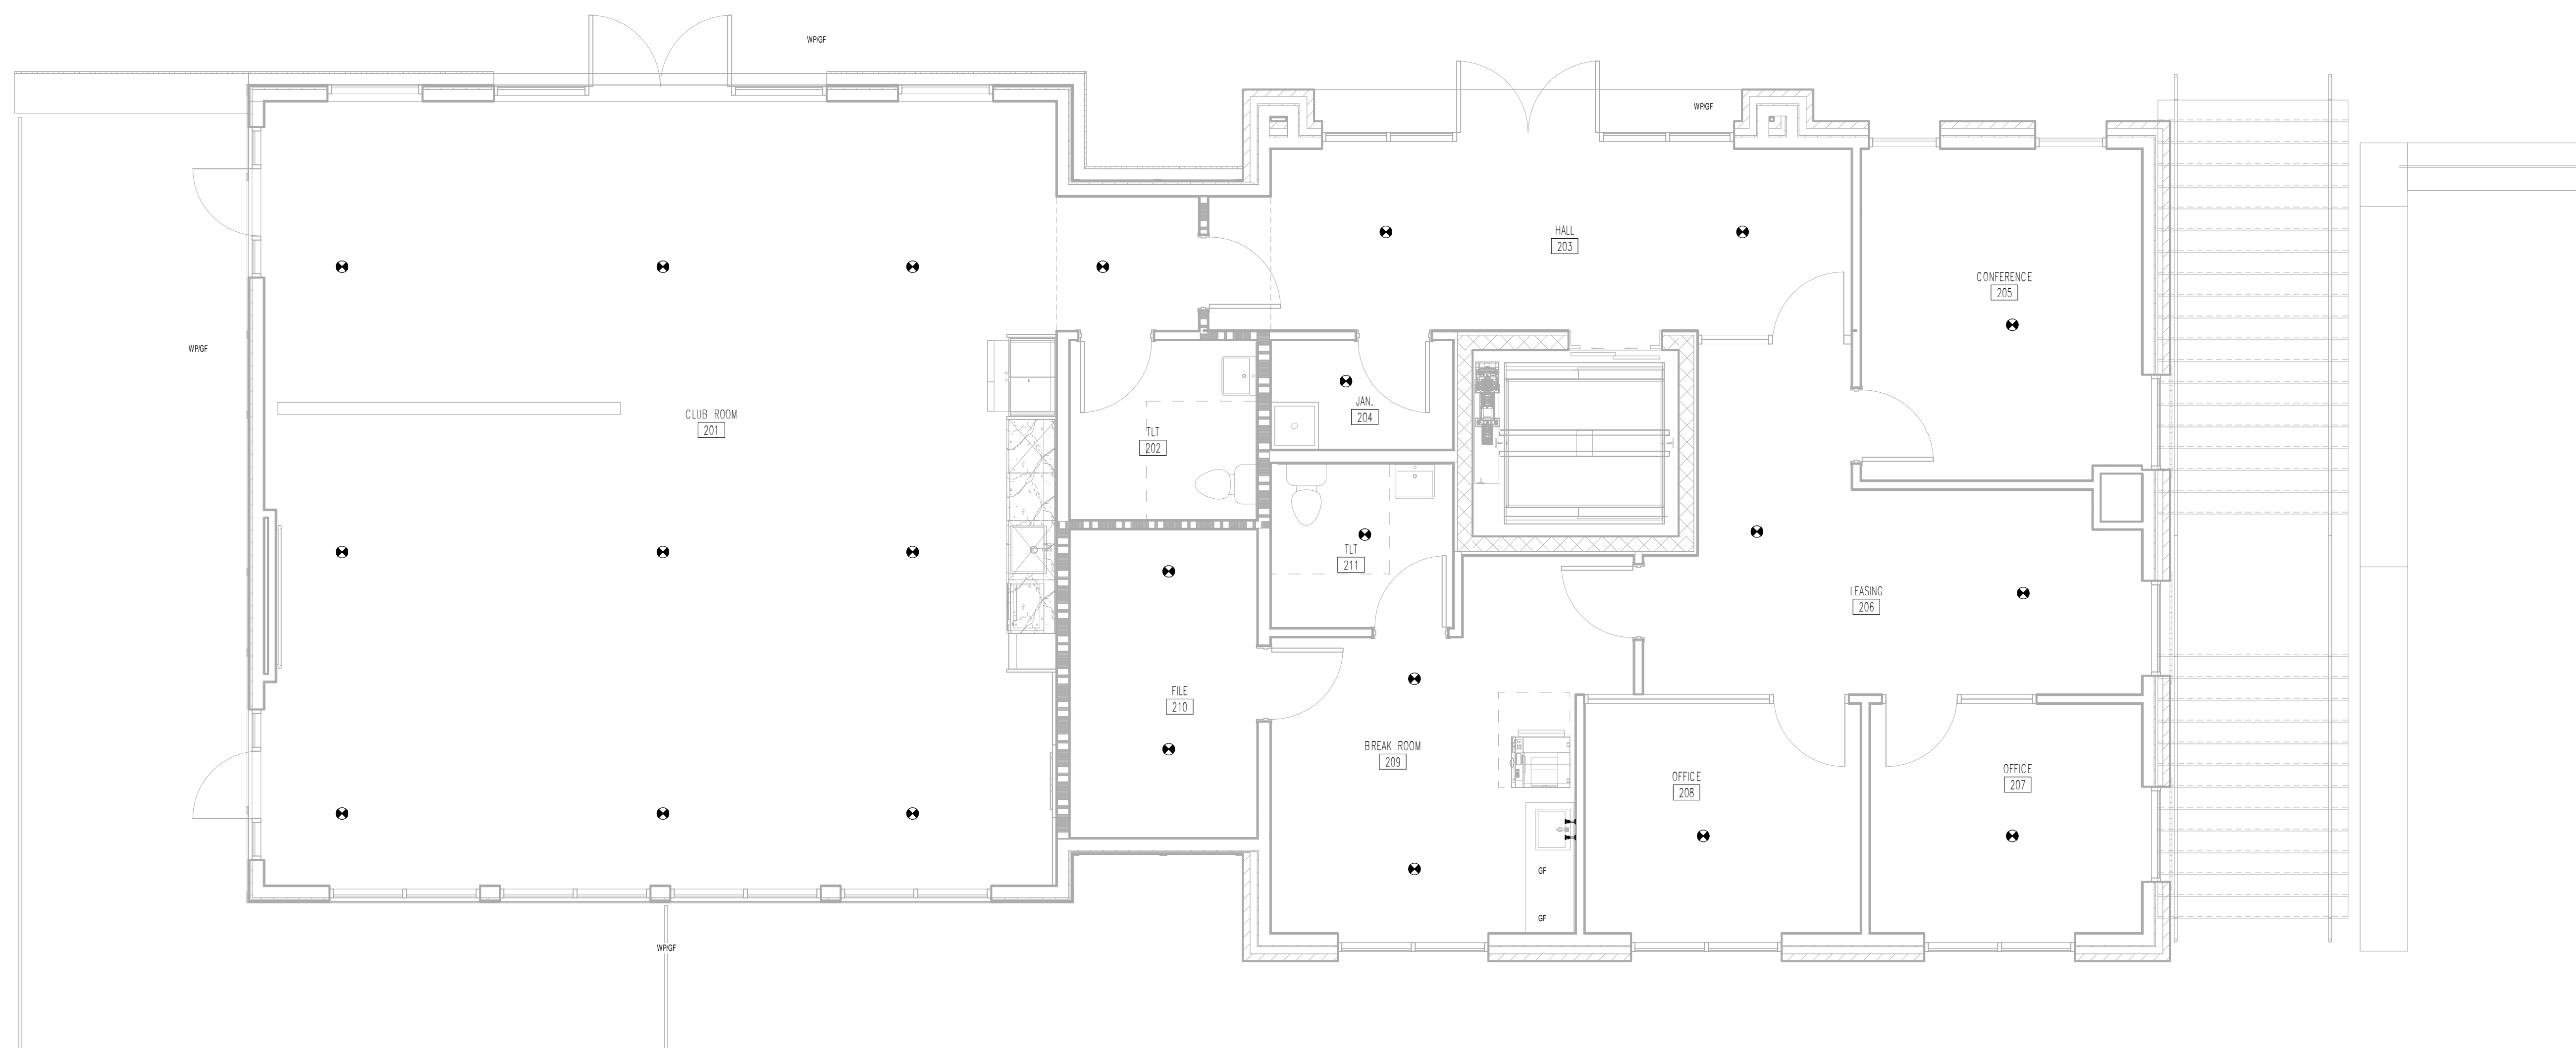 WP/GF
WP/GF
HALL
203
CONFERENCE
205
WP/GF
JAN.
204
CLUB ROOM
201
TLT
202
TLT
211
LEASING
206
FILE
210
BREAK ROOM
209
OFFICE
208
OFFICE
207
GF
GF
WP/GF